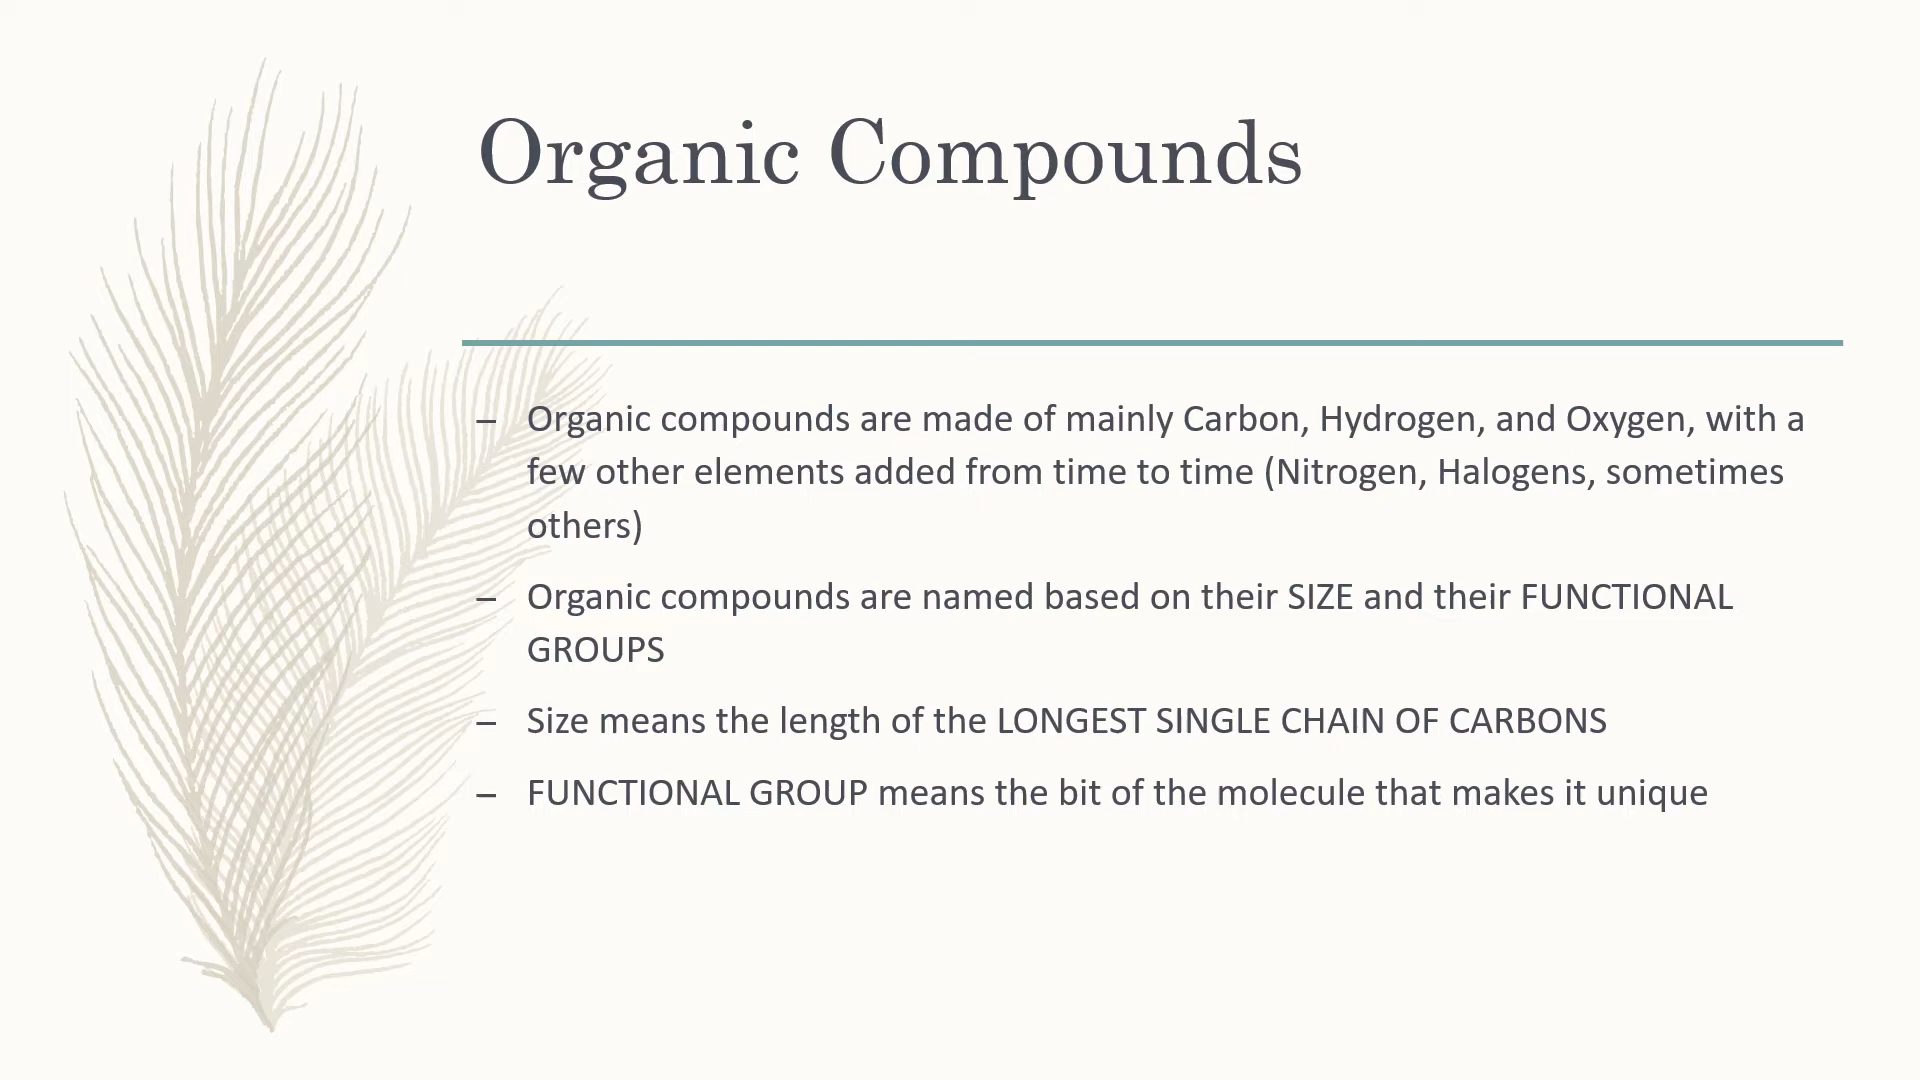 Organic Compounds
– Organic compounds are made of mainly Carbon, Hydrogen, and Oxygen, with a
few other elements added from time to time (Nitrogen, Halogens, sometimes
others)
– Organic compounds are named based on their SIZE and their FUNCTIONAL
GROUPS
– Size means the length of the LONGEST SINGLE CHAIN OF CARBONS
– FUNCTIONAL GROUP means the bit of the molecule that makes it unique